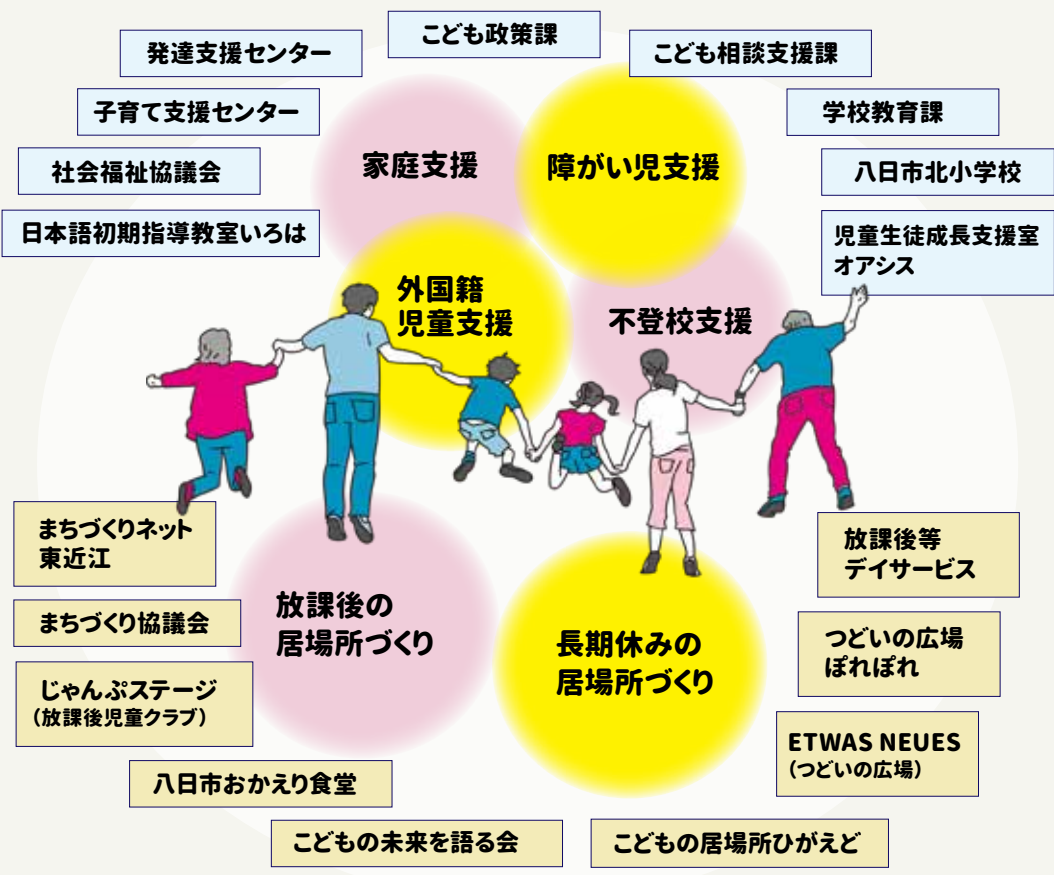 こども政策課
発達支援センター
こども相談支援課
子育て支援センター
学校教育課
社会福祉協議会
八日市北小学校
日本語初期指導教室いろは
児童生徒成長支援室
オアシス
家庭支援
障がい児支援
外国籍
児童支援
不登校支援
放課後の
居場所づくり
長期休みの
居場所づくり
まちづくりネット
東近江
放課後等
デイサービス
まちづくり協議会
つどいの広場
ぽれぽれ
じゃんぷステージ
(放課後児童クラブ)
ETWAS NEUES
(つどいの広場)
八日市おかえり食堂
こどもの未来を語る会
こどもの居場所ひがえど